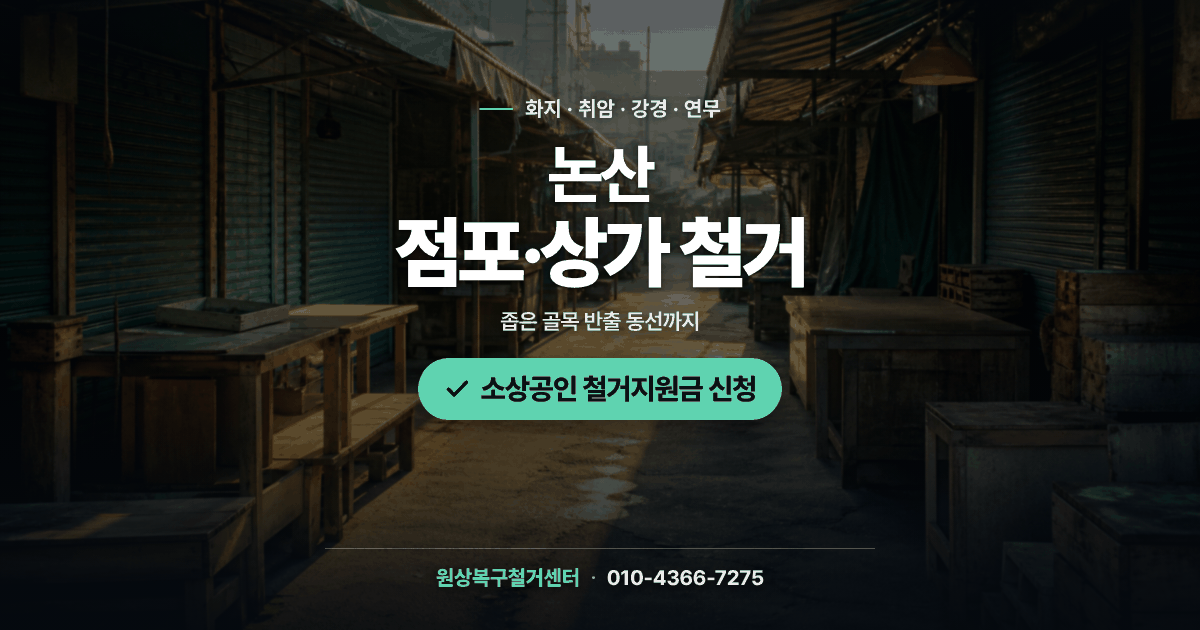 화지 · 취암 · 강경 · 연무
논산
점포·상가 철거
좁은 골목 반출 동선까지
✓ 소상공인 철거지원금 신청
원상복구철거센터 · 010-4366-7275